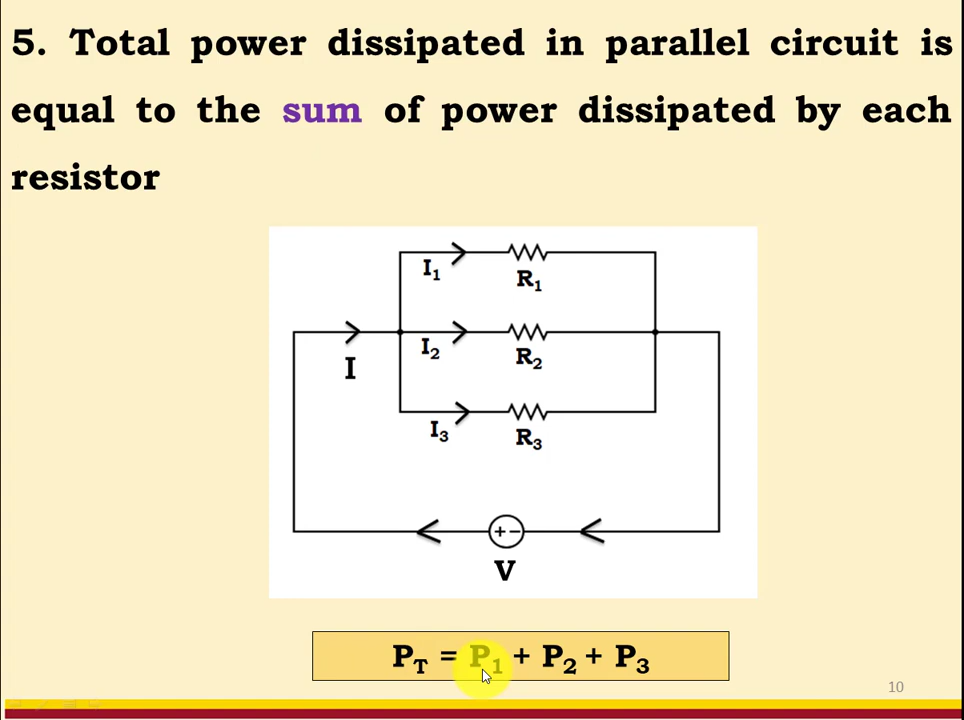 5. Total power dissipated in parallel circuit is
equal to the sum of power dissipated by each
resistor
I₁
R₁
I
I₂
R₂
I₃
R₃
+ −
V
P_T = P₁ + P₂ + P₃
10